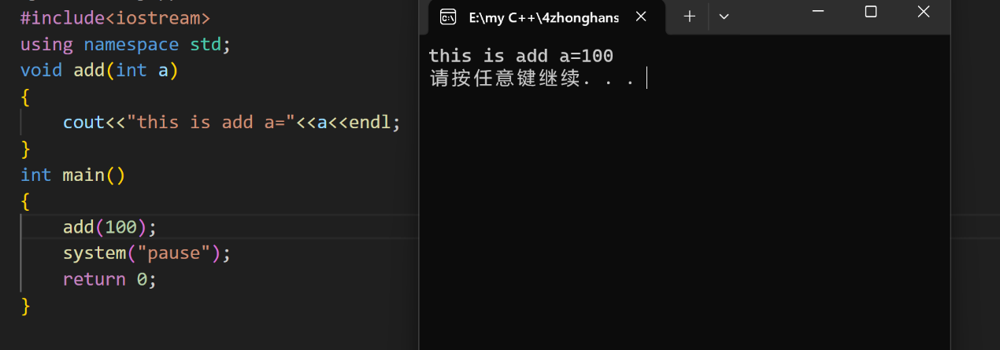 #include<iostream>
using namespace std;
void add(int a)
{
    cout<<"this is add a="<<a<<endl;
}
int main()
{
    add(100);
    system("pause");
    return 0;
}
E:\my C++\4zhonghans
this is add a=100
请按任意键继续. . .